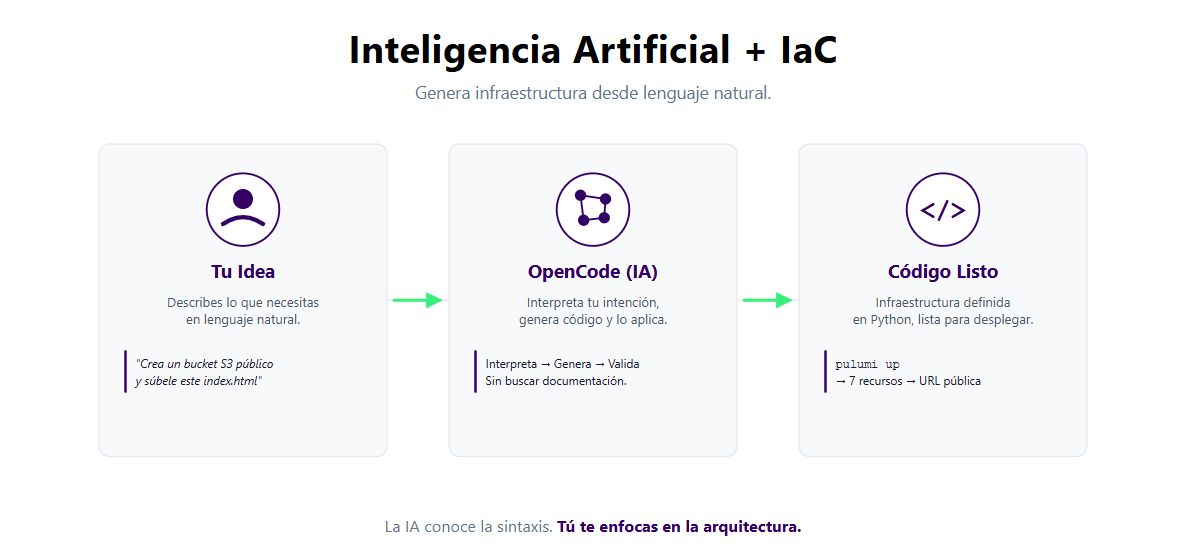 Inteligencia Artificial + IaC
Genera infraestructura desde lenguaje natural.
Tu Idea
Describes lo que necesitas
en lenguaje natural.
"Crea un bucket S3 público
y súbele este index.html"
OpenCode (IA)
Interpreta tu intención,
genera código y lo aplica.
Interpreta → Genera → Valida
Sin buscar documentación.
</>
Código Listo
Infraestructura definida
en Python, lista para desplegar.
pulumi up
→ 7 recursos → URL pública
La IA conoce la sintaxis. Tú te enfocas en la arquitectura.